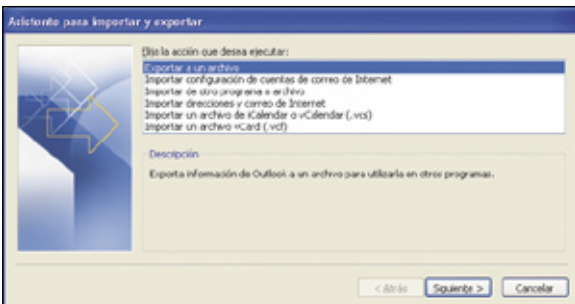 Asistente para importar y exportar
Elija la acción que desea ejecutar:
Exportar a un archivo
Importar configuración de cuentas de correo de Internet
Importar de otro programa o archivo
Importar direcciones y correo de Internet
Importar un archivo de iCalendar o vCalendar (.vcs)
Importar un archivo vCard (.vcf)
Descripción
Exporta información de Outlook a un archivo para utilizarla en otros programas.
< Atrás
Siguiente >
Cancelar